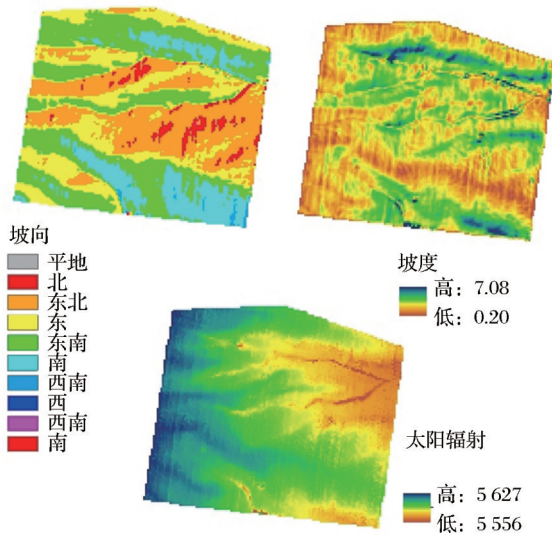 坡向
平地
北
东北
东
东南
南
西南
西
西南
南
坡度
高：7.08
低：0.20
太阳辐射
高：5 627
低：5 556